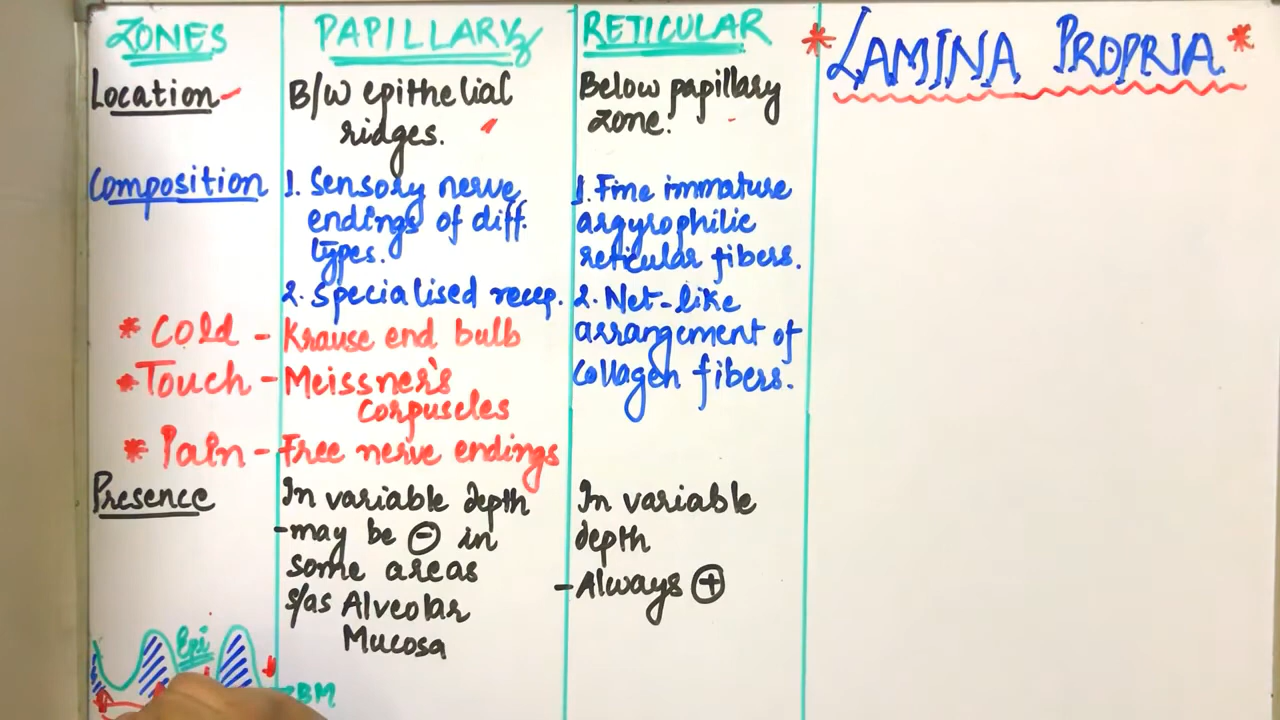 ZONES
PAPILLARY
RETICULAR
* LAMINA PROPRIA *
Location
B/W epithelial
ridges.
Below papillary
zone.
Composition
1. Sensory nerve
endings of diff.
types.
2. Specialised recep.
1. Fine immature
argyrophilic
reticular fibers.
2. Net-like
arrangement of
collagen fibers.
* Cold - Krause end bulb
* Touch - Meissner's
corpuscles
* Pain - Free nerve endings
Presence
In variable depth
- may be ⊖ in
some areas
s/as Alveolar
Mucosa
In variable
depth
- Always ⊕
Epi
BM